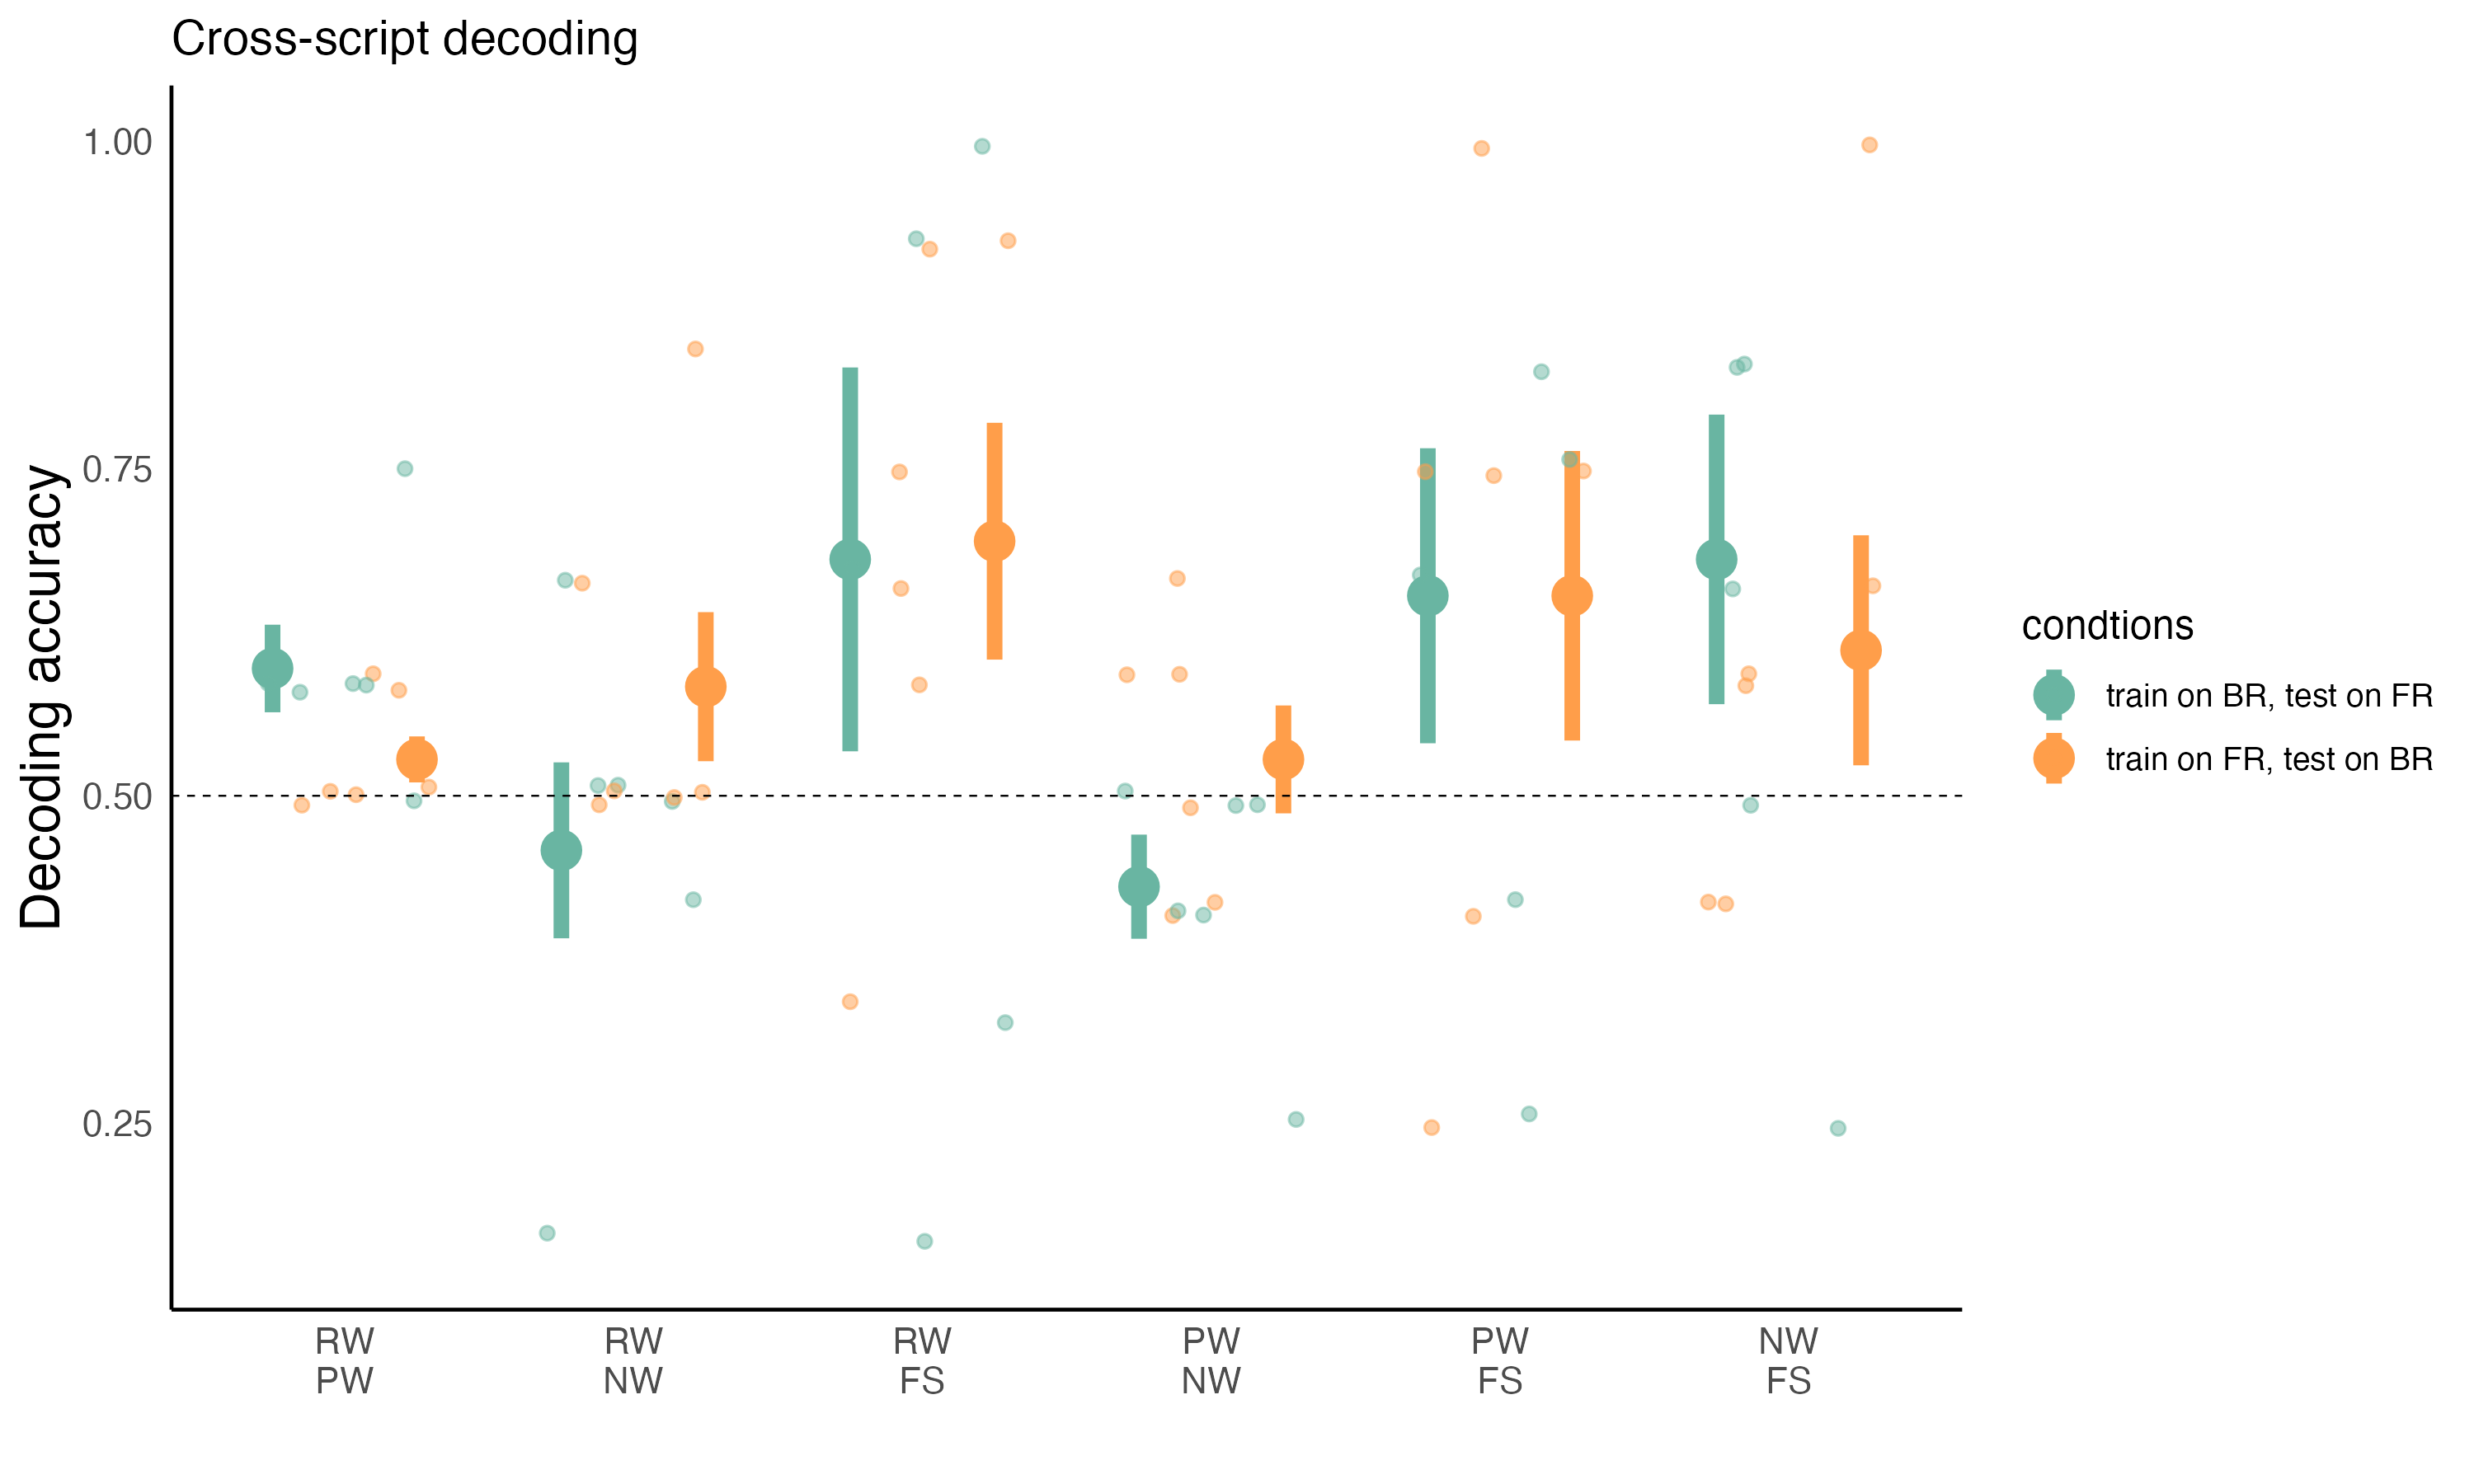 Cross-script decoding
Decoding accuracy
1.00
0.75
0.50
0.25
RW
PW
RW
NW
RW
FS
PW
NW
PW
FS
NW
FS
condtions
train on BR, test on FR
train on FR, test on BR